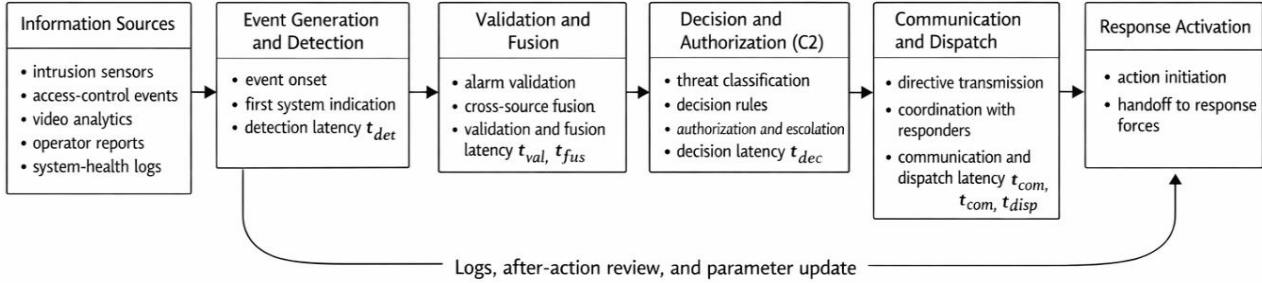 Information Sources
• intrusion sensors
• access-control events
• video analytics
• operator reports
• system-health logs
Event Generation
and Detection
• event onset
• first system indication
• detection latency t_det
Validation and
Fusion
• alarm validation
• cross-source fusion
• validation and fusion
latency t_val, t_fus
Decision and
Authorization (C2)
• threat classification
• decision rules
• authorization and escolation
• decision latency t_dec
Communication
and Dispatch
• directive transmission
• coordination with
responders
• communication and
dispatch latency t_com,
t_com, t_disp
Response Activation
• action initiation
• handoff to response
forces
Logs, after-action review, and parameter update